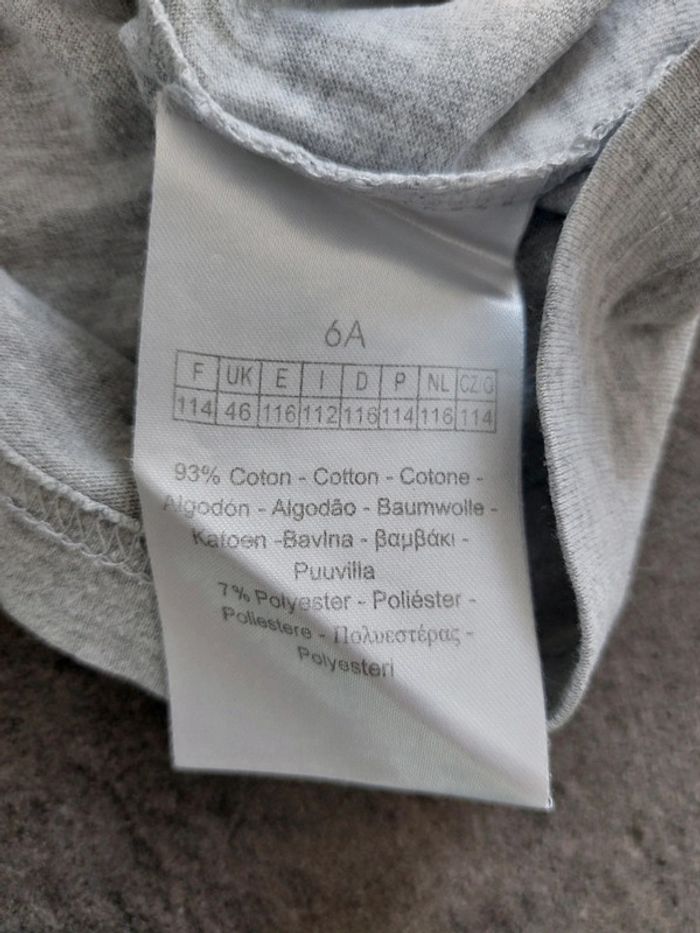 6A
F UK E I D P NL CZ/G
114 46 116 112 116 114 116 114
93% Coton - Cotton - Cotone -
Algodón - Algodão - Baumwolle -
Katoen -Bavlna - βαμβάκι -
Puuvilla
7% Polyester - Poliéster -
Poliestere - Πολυεστέρας -
Polyesteri